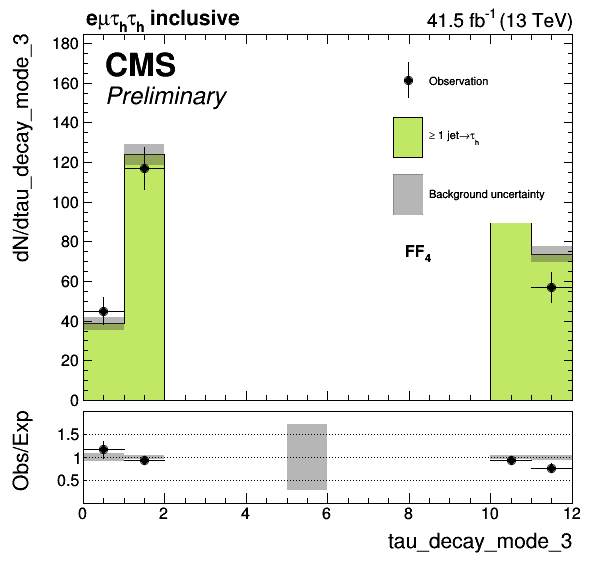 eμτhτh inclusive
41.5 fb-1 (13 TeV)
CMS
Preliminary
Observation
≥ 1 jet→τh
Background uncertainty
FF4
dN/dtau_decay_mode_3
180
160
140
120
100
80
60
40
20
0
Obs/Exp
1.5
1
0.5
0 2 4 6 8 10 12
tau_decay_mode_3